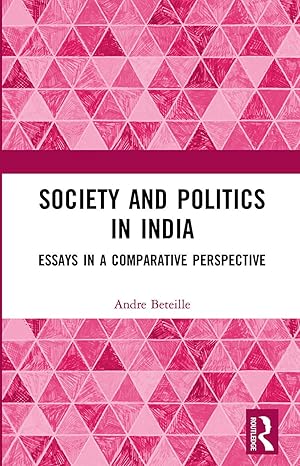 SOCIETY AND POLITICS
IN INDIA
ESSAYS IN A COMPARATIVE PERSPECTIVE
Andre Beteille
ROUTLEDGE